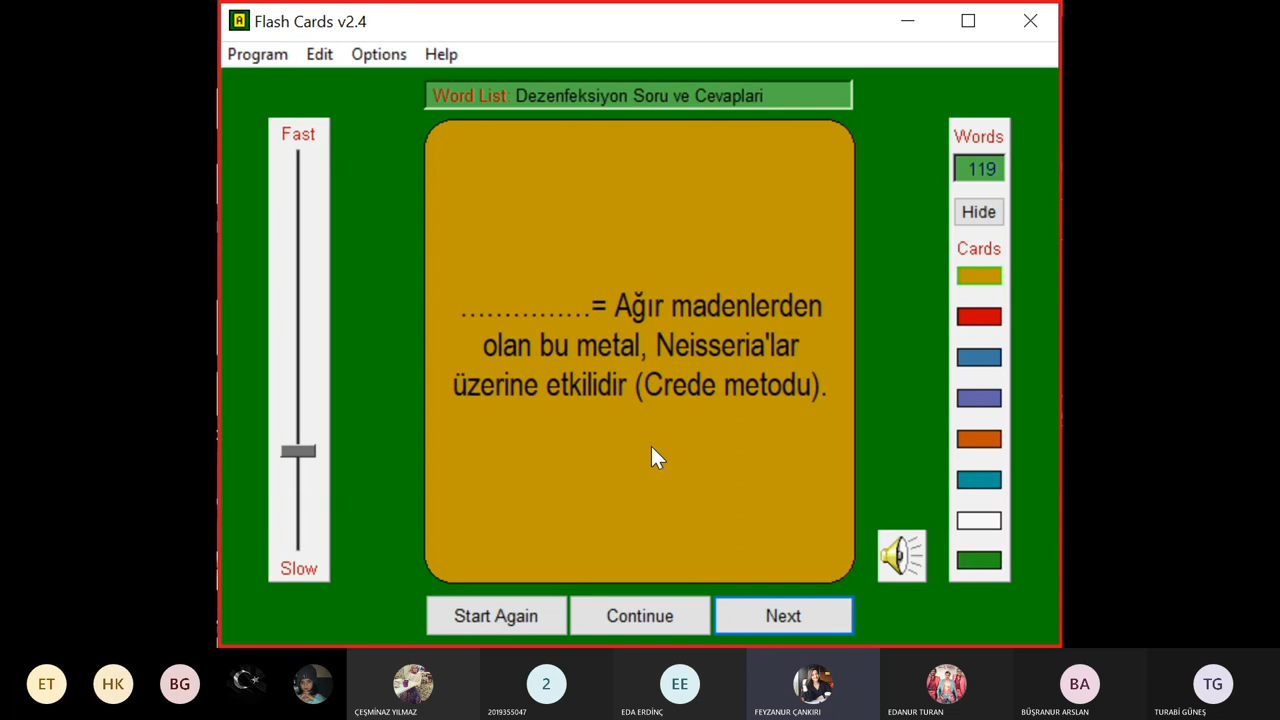 Flash Cards v2.4
Program Edit Options Help
Word List: Dezenfeksiyon Soru ve Cevaplari
Fast
Slow
……………= Ağır madenlerden
olan bu metal, Neisseria'lar
üzerine etkilidir (Crede metodu).
Words
119
Hide
Cards
Start Again Continue Next
ET HK BG 2 EE BA TG
ÇEŞMİNAZ YILMAZ 2019355047 EDA ERDİNÇ FEYZANUR ÇANKIRI EDANUR TURAN BÜŞRANUR ARSLAN TURABİ GÜNEŞ